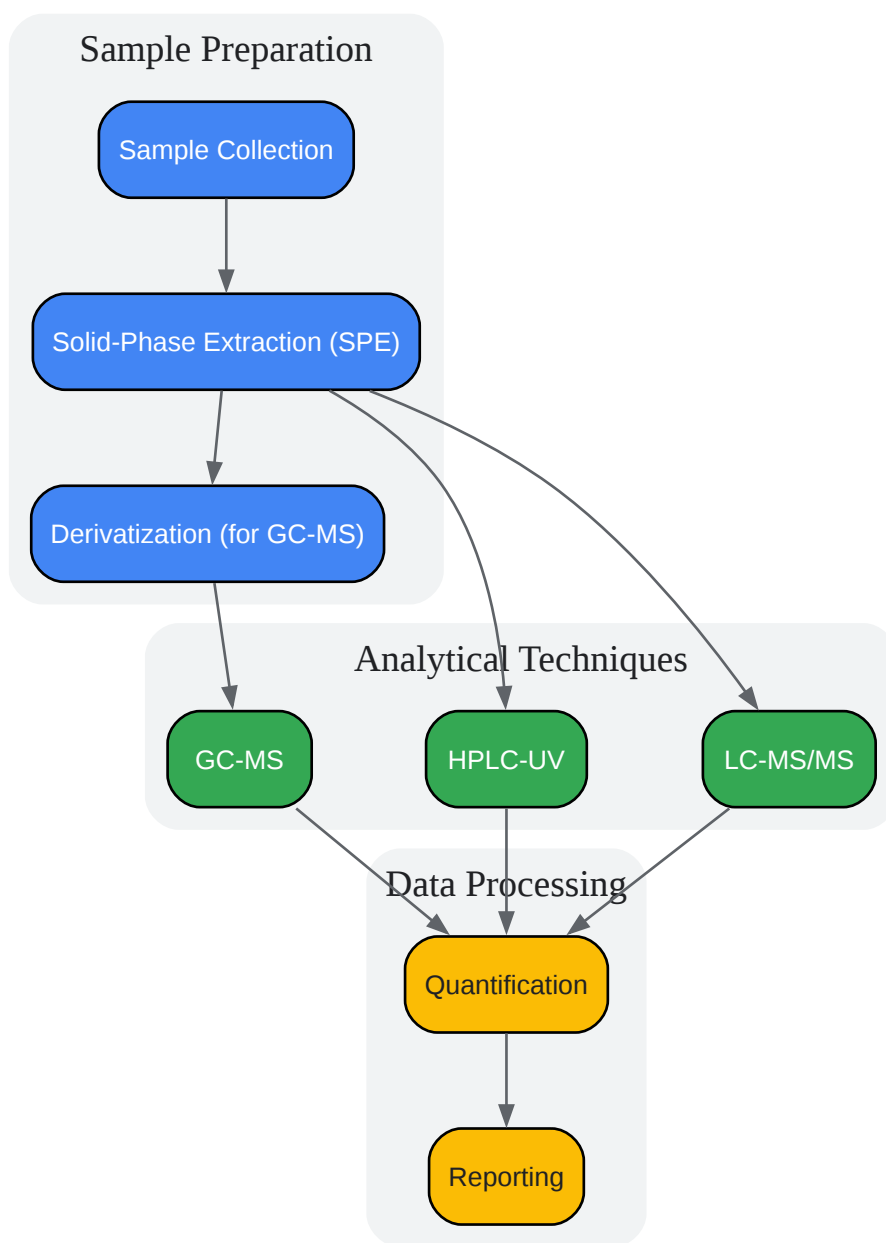 Sample Preparation
Sample Collection
Solid-Phase Extraction (SPE)
Derivatization (for GC-MS)
Analytical Techniques
GC-MS
HPLC-UV
LC-MS/MS
Data Processing
Quantification
Reporting